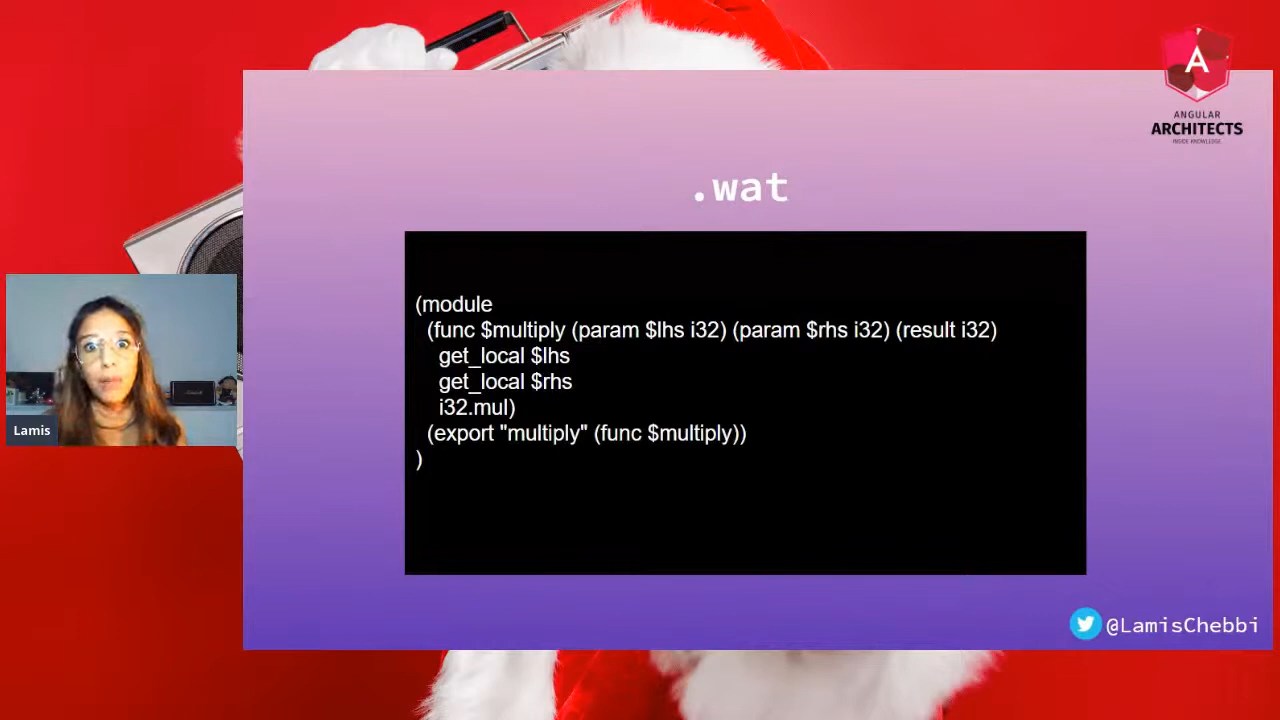 A
ANGULAR
ARCHITECTS
INSIDE KNOWLEDGE
.wat
(module
(func $multiply (param $lhs i32) (param $rhs i32) (result i32)
get_local $lhs
get_local $rhs
i32.mul)
(export "multiply" (func $multiply))
)
Lamis
@LamisChebbi